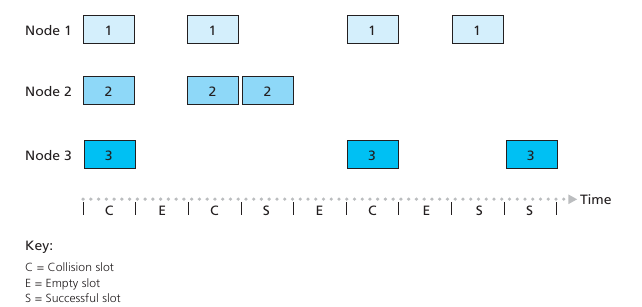 Node 1 1 1 1 1
Node 2 2 2 2
Node 3 3 3 3
Time
C E C S E C E S S
Key:
C = Collision slot
E = Empty slot
S = Successful slot